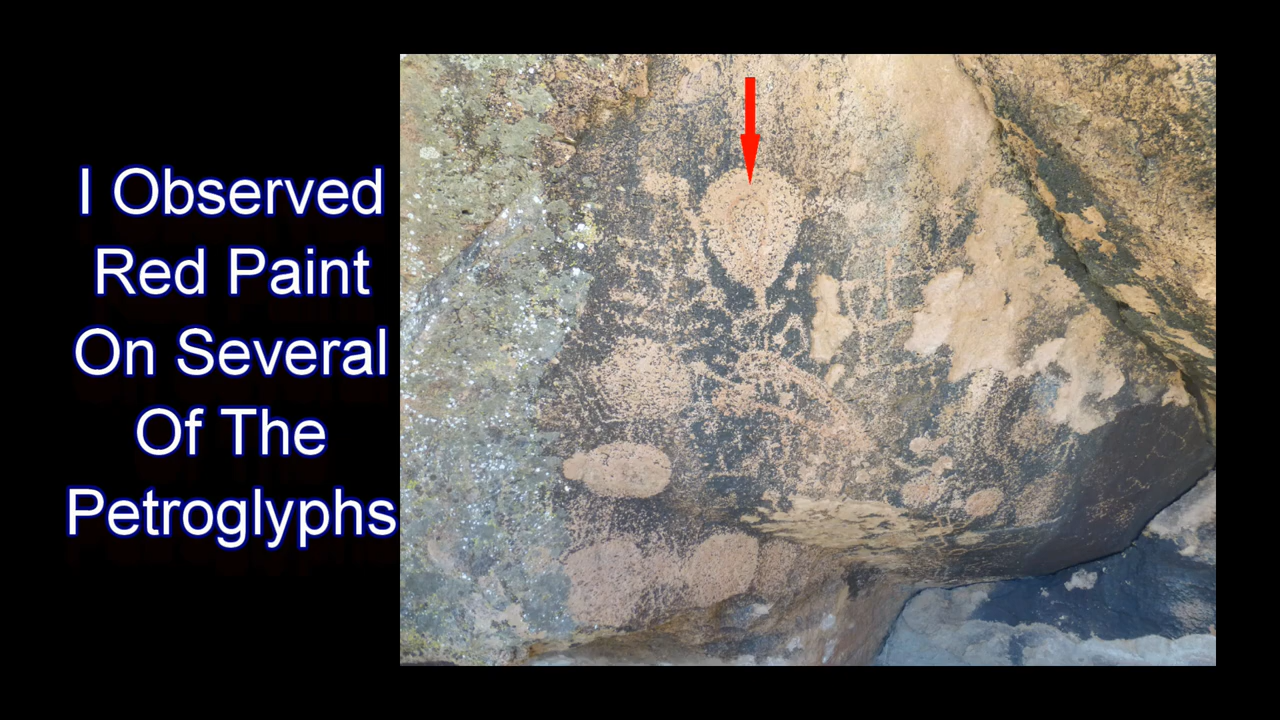 I Observed
Red Paint
On Several
Of The
Petroglyphs